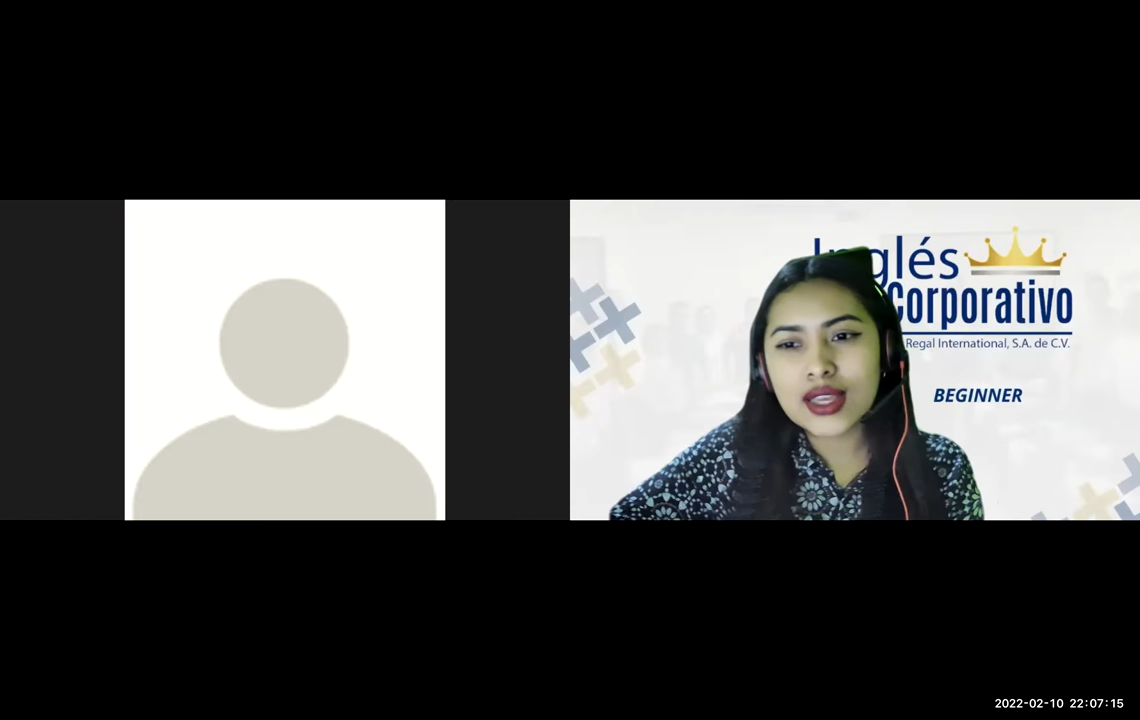 Inglés
Corporativo
Regal International, S.A. de C.V.
BEGINNER
2022-02-10 22:07:15